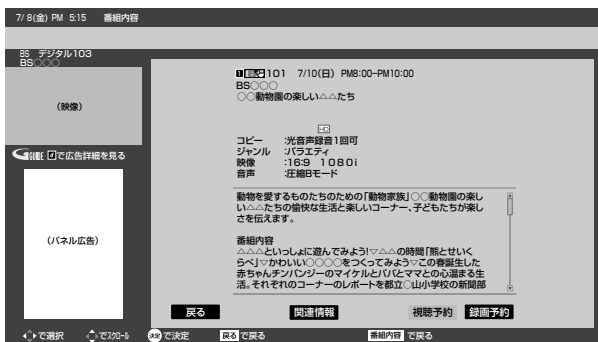 7/ 8(金) PM 5:15 番組内容
BS デジタル103
BS○○○
(映像)
GUIDE dで広告詳細を見る
(パネル広告)
101 7/10(日) PM8:00-PM10:00
BS○○○
○○動物園の楽しい△△たち
HD
コピー :光音声録音1回可
ジャンル :バラエティ
映像 :16:9 1080i
音声 :圧縮Bモード
動物を愛するものたちのための「動物家族」○○動物園の楽し
い△△たちの愉快な生活と楽しいコーナー、子どもたちが楽し
さを伝えます。
番組内容
△△△といっしょに遊んでみよう!▽△△の時間「熊とせいく
らべ」▽かわいい○○○○をつくってみよう▽この春誕生した
赤ちゃんチンパンジーのマイケルとパパとママとの心温まる生
活。それぞれのコーナーのレポートを都立○山小学校の新聞部
戻る 関連情報 視聴予約 録画予約
で選択 でスクロール 決定 で決定 戻る で戻る 番組内容 で戻る